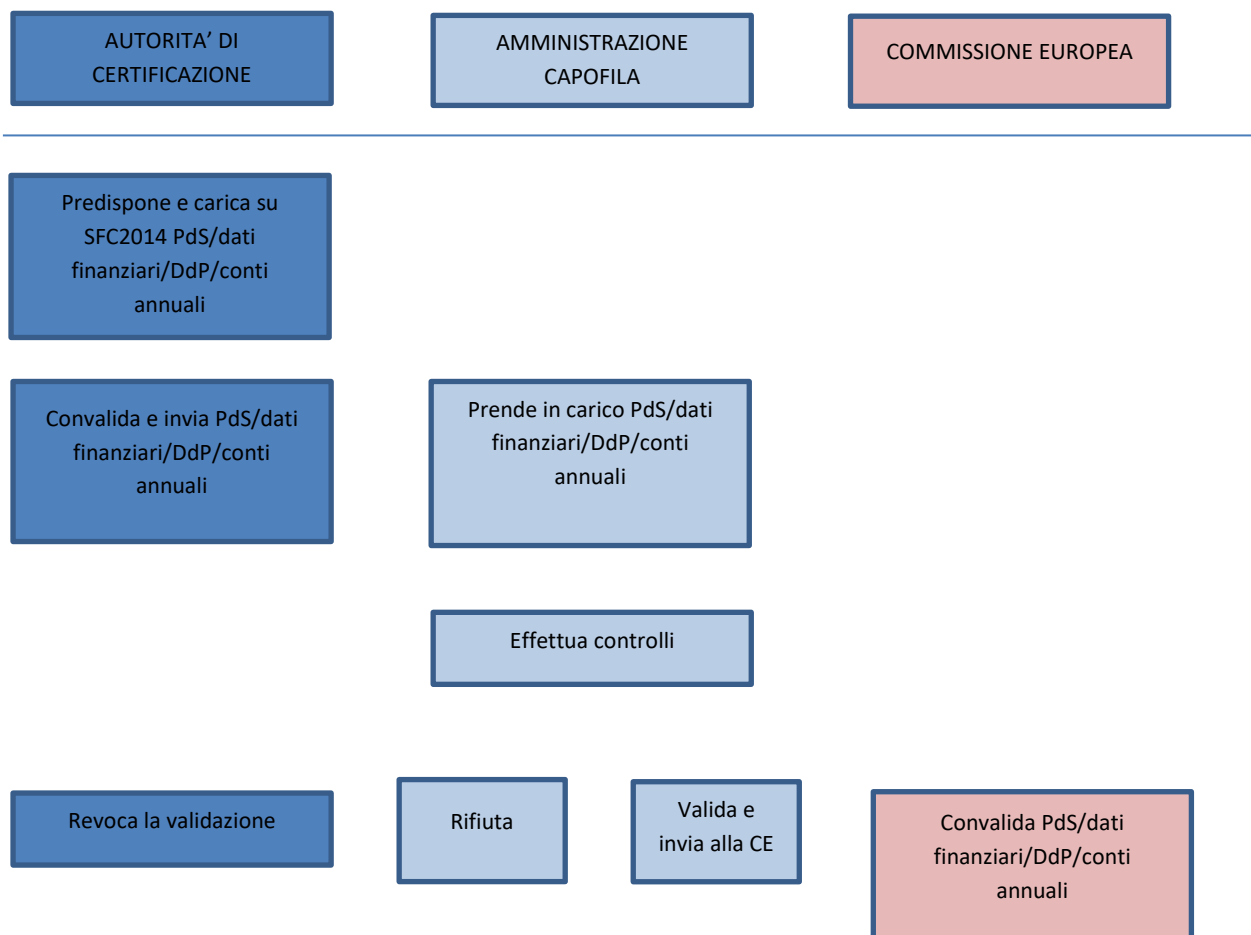 AUTORITA’ DI
CERTIFICAZIONE
AMMINISTRAZIONE
CAPOFILA
COMMISSIONE EUROPEA
Predispone e carica su
SFC2014 PdS/dati
finanziari/DdP/conti
annuali
Convalida e invia PdS/dati
finanziari/DdP/conti
annuali
Prende in carico PdS/dati
finanziari/DdP/conti
annuali
Effettua controlli
Revoca la validazione
Rifiuta
Valida e
invia alla CE
Convalida PdS/dati
finanziari/DdP/conti
annuali